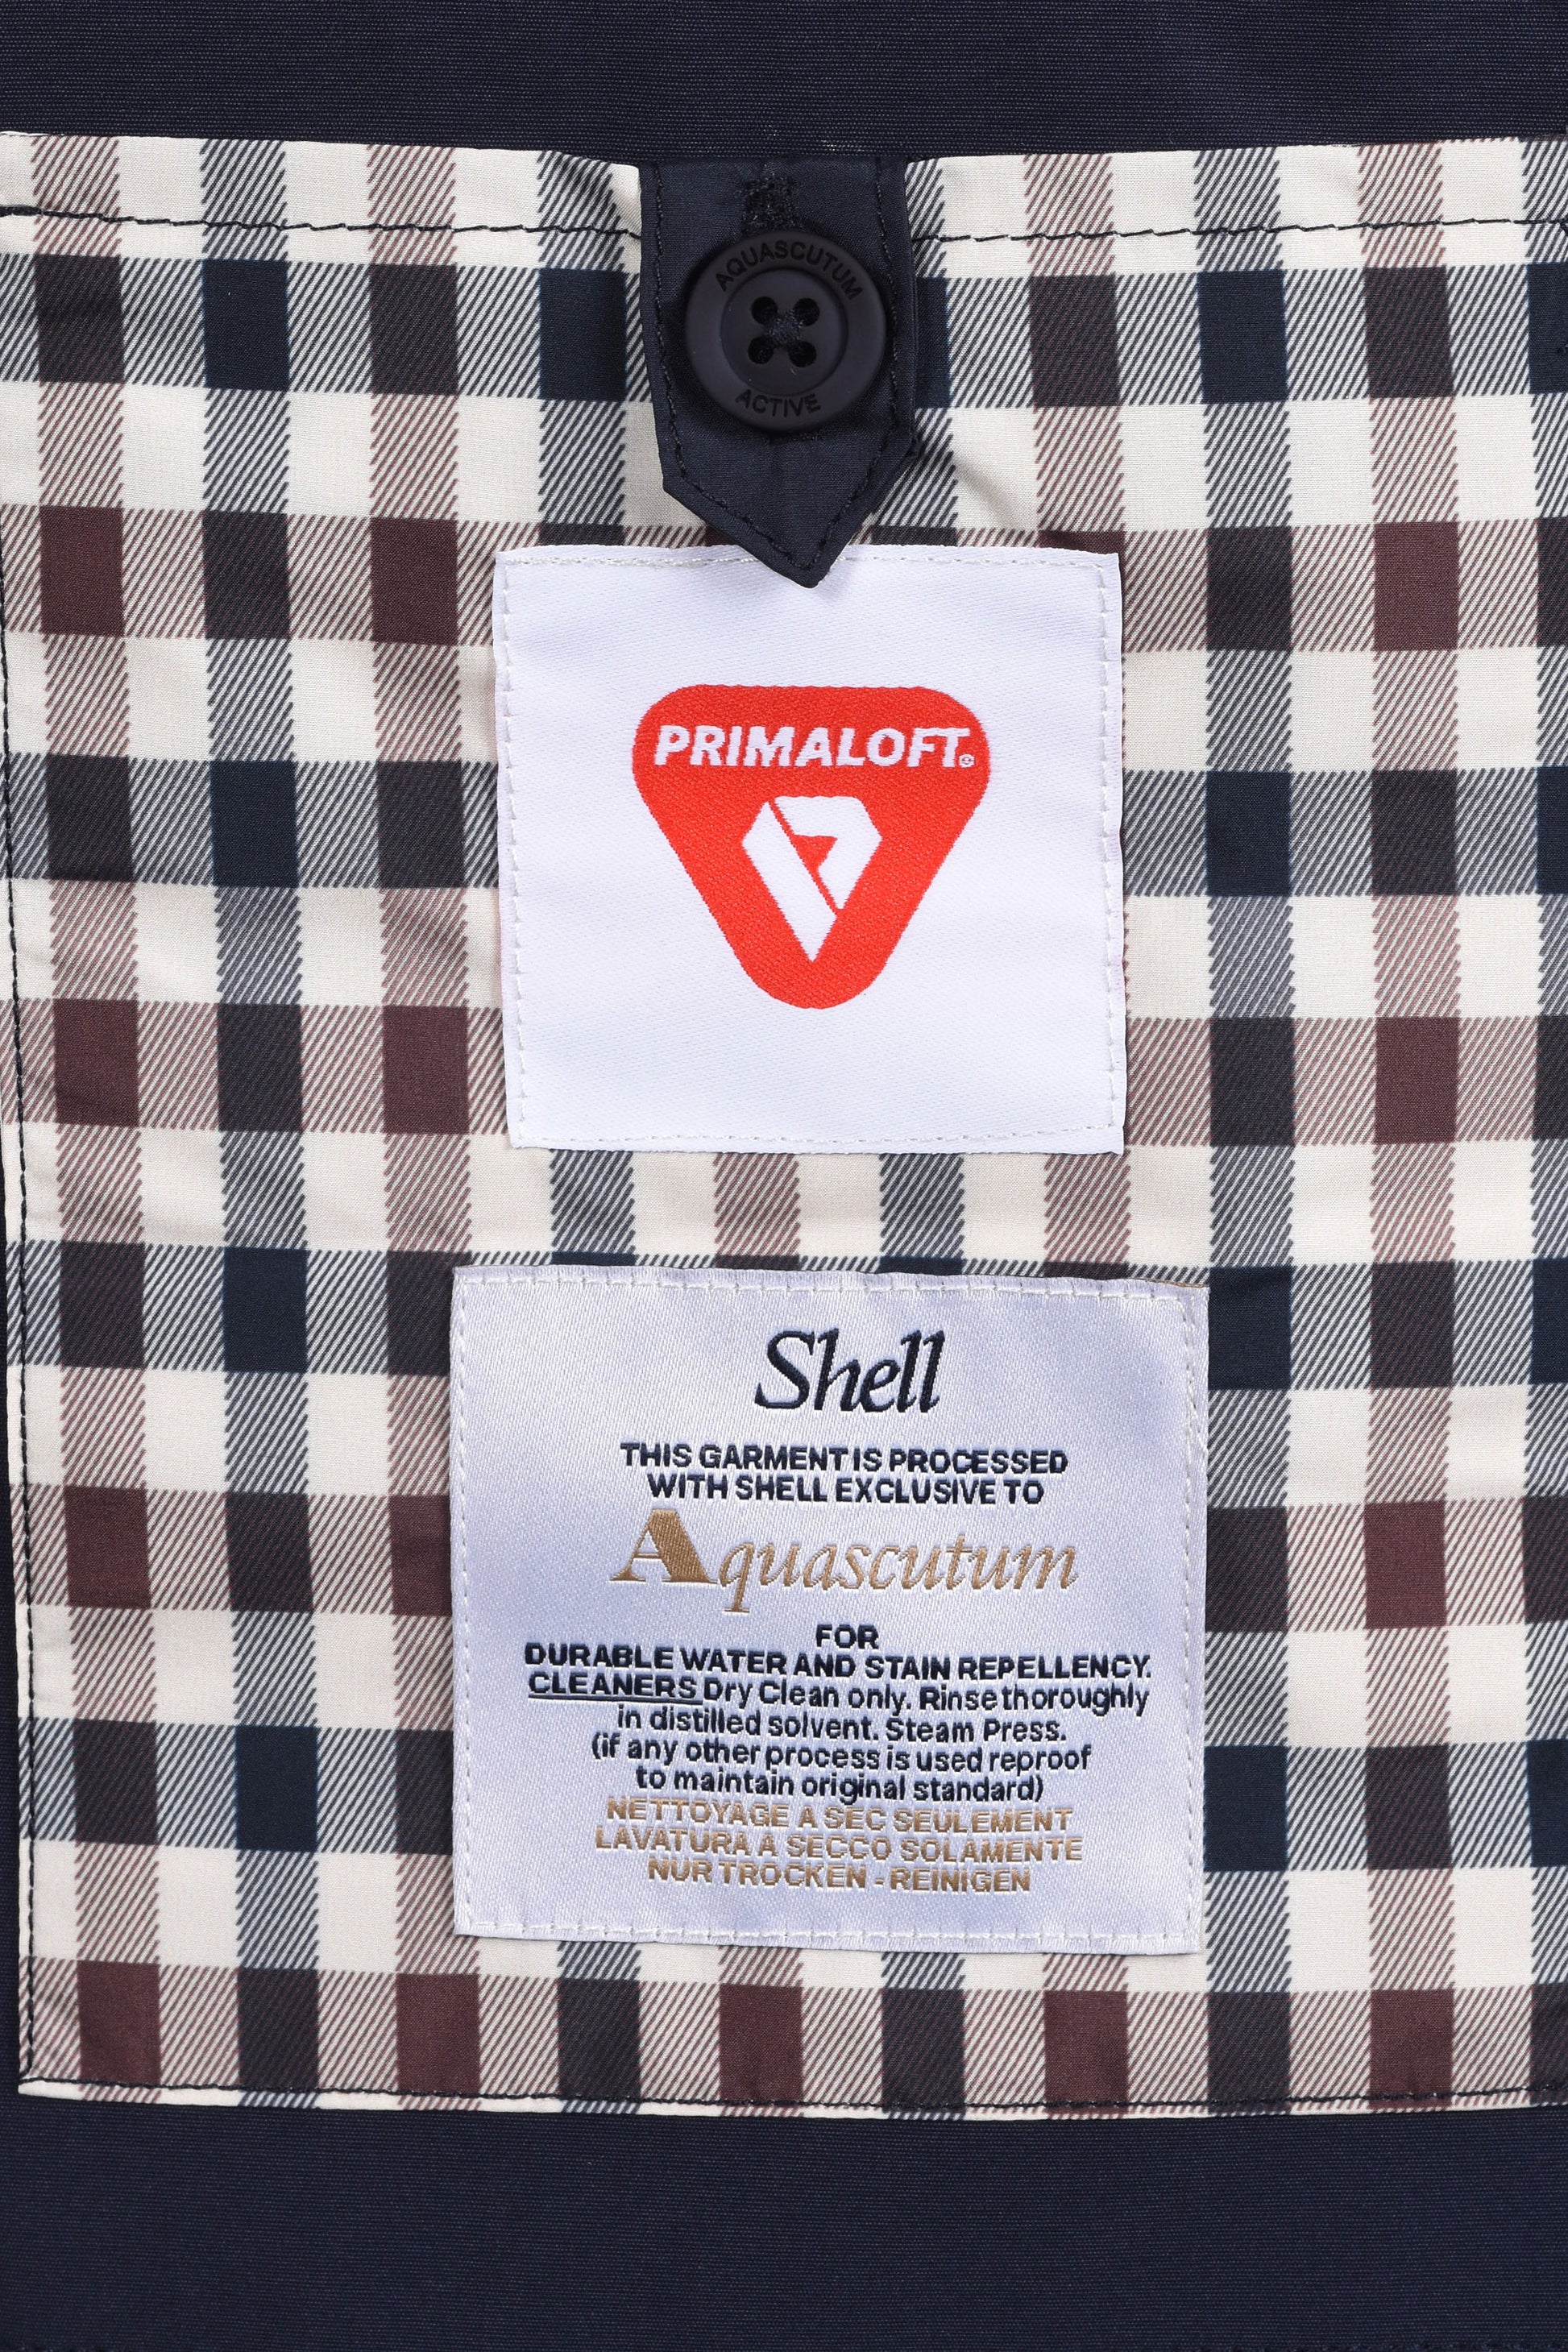 AQUASCUTUM
ACTIVE
PRIMALOFT®
Shell
THIS GARMENT IS PROCESSED
WITH SHELL EXCLUSIVE TO
Aquascutum
FOR
DURABLE WATER AND STAIN REPELLENCY.
CLEANERS Dry Clean only. Rinse thoroughly
in distilled solvent. Steam Press.
(if any other process is used reproof
to maintain original standard)
NETTOYAGE A SEC SEULEMENT
LAVATURA A SECCO SOLAMENTE
NUR TROCKEN - REINIGEN